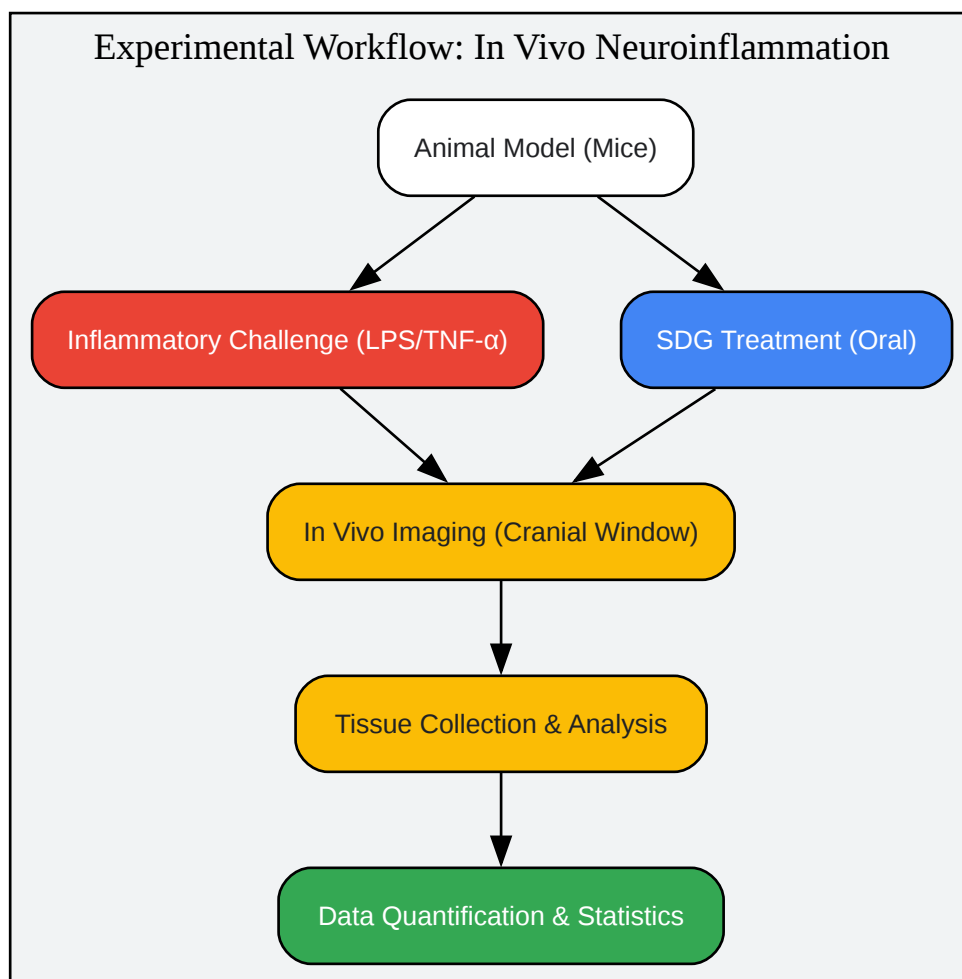 Experimental Workflow: In Vivo Neuroinflammation
Animal Model (Mice)
Inflammatory Challenge (LPS/TNF-α)
SDG Treatment (Oral)
In Vivo Imaging (Cranial Window)
Tissue Collection & Analysis
Data Quantification & Statistics